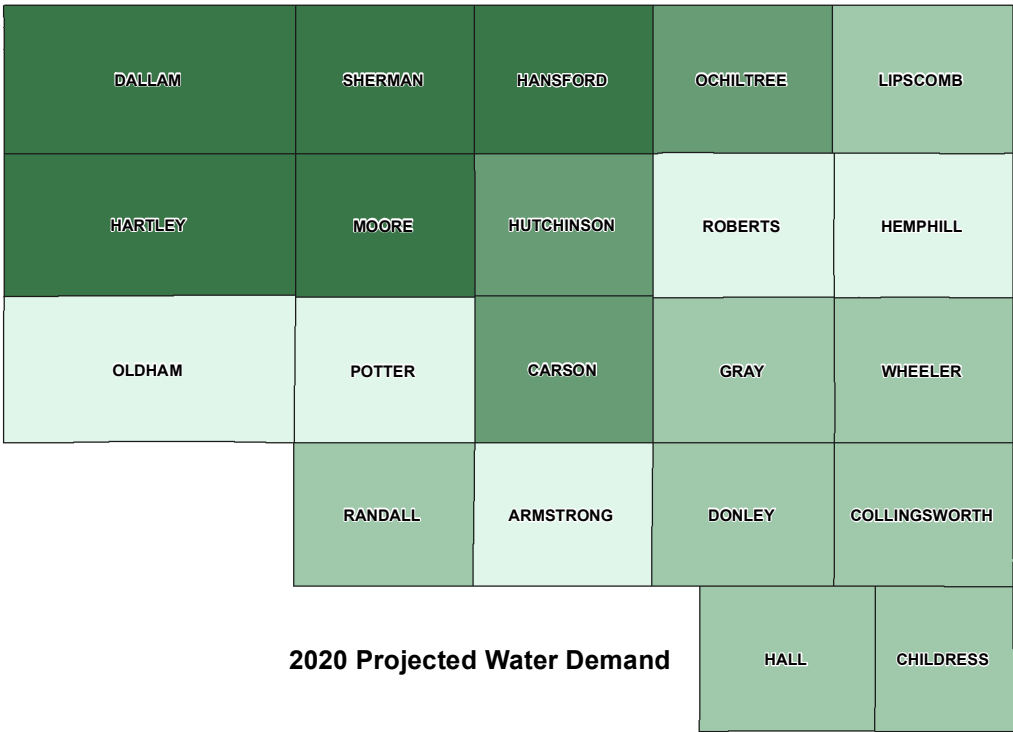 DALLAM
SHERMAN
HANSFORD
OCHILTREE
LIPSCOMB
HARTLEY
MOORE
HUTCHINSON
ROBERTS
HEMPHILL
OLDHAM
POTTER
CARSON
GRAY
WHEELER
RANDALL
ARMSTRONG
DONLEY
COLLINGSWORTH
2020 Projected Water Demand
HALL
CHILDRESS